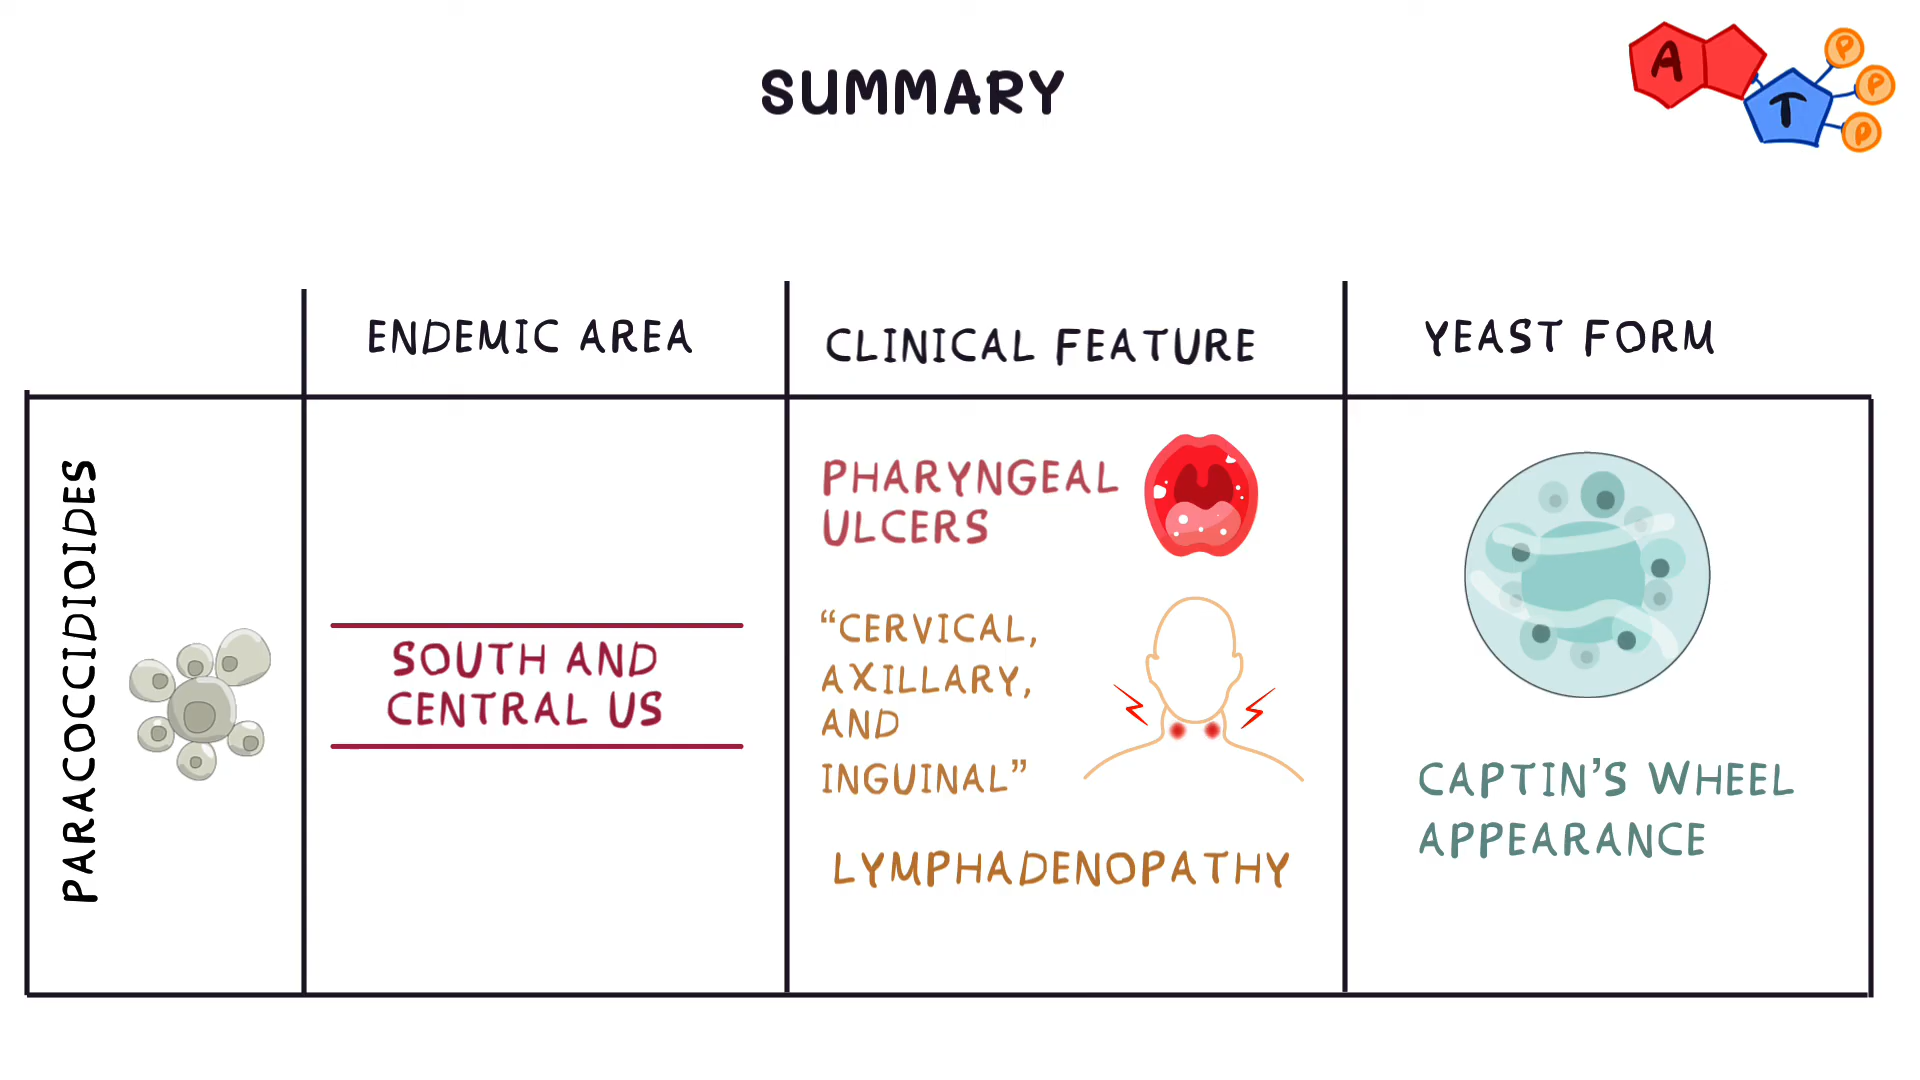 SUMMARY
A
T
P
P
P
ENDEMIC AREA
CLINICAL FEATURE
YEAST FORM
PARACOCCIDIOIDES
SOUTH AND
CENTRAL US
PHARYNGEAL
ULCERS
“CERVICAL,
AXILLARY,
AND
INGUINAL”
LYMPHADENOPATHY
CAPTIN’S WHEEL
APPEARANCE